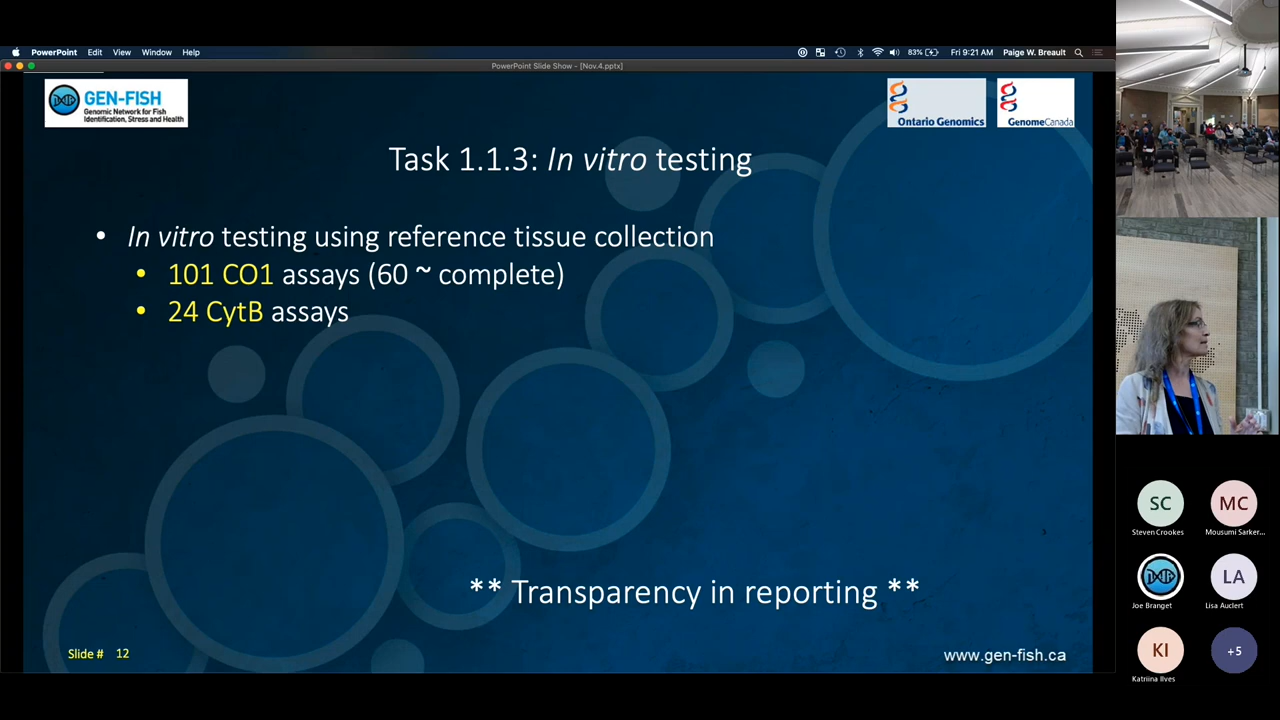 PowerPoint Edit View Window Help
83% Fri 9:21 AM Paige W. Breault
PowerPoint Slide Show - [Nov.4.pptx]
GEN-FISH
Genomic Network for Fish
Identification, Stress and Health
Ontario Genomics
GenomeCanada
Task 1.1.3: In vitro testing
• In vitro testing using reference tissue collection
• 101 CO1 assays (60 ~ complete)
• 24 CytB assays
** Transparency in reporting **
Slide # 12
www.gen-fish.ca
SC
Steven Crookes
MC
Mousumi Sarker...
Joe Branget
LA
Lisa Auclert
KI
Katriina Ilves
+5